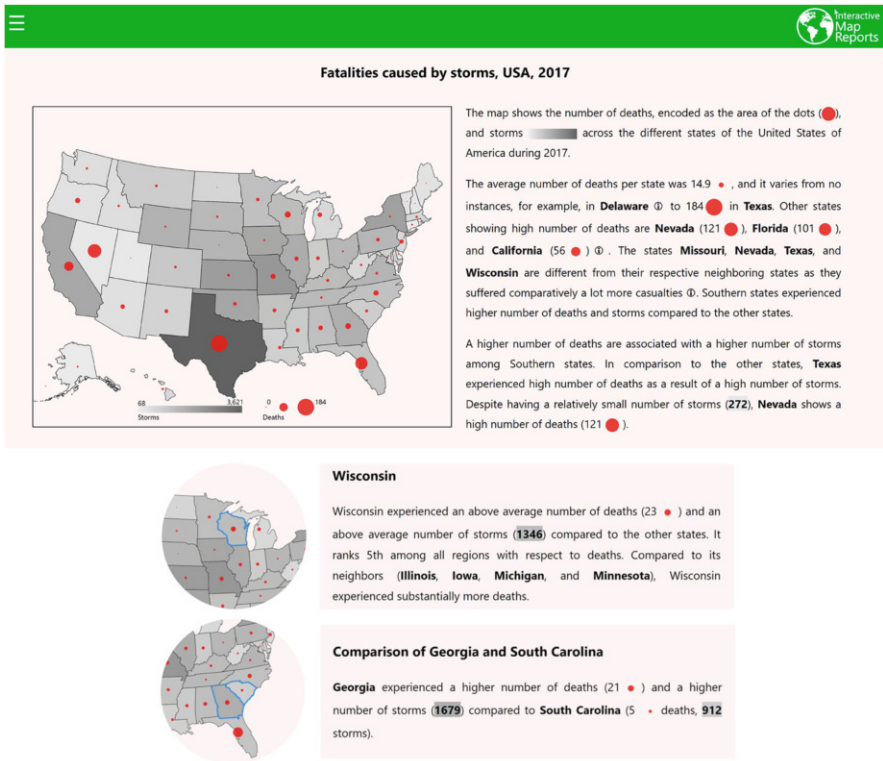 Interactive
Map
Reports
Fatalities caused by storms, USA, 2017
The map shows the number of deaths, encoded as the area of the dots ( ),
and storms across the different states of the United States of
America during 2017.
The average number of deaths per state was 14.9 , and it varies from no
instances, for example, in Delaware ⓘ to 184 in Texas. Other states
showing high number of deaths are Nevada (121 ), Florida (101 ),
and California (56 ) ⓘ. The states Missouri, Nevada, Texas, and
Wisconsin are different from their respective neighboring states as they
suffered comparatively a lot more casualties ⓘ. Southern states experienced
higher number of deaths and storms compared to the other states.
A higher number of deaths are associated with a higher number of storms
among Southern states. In comparison to the other states, Texas
experienced high number of deaths as a result of a high number of storms.
Despite having a relatively small number of storms (272), Nevada shows a
high number of deaths (121 ).
68 3,621
Storms
0 184
Deaths
Wisconsin
Wisconsin experienced an above average number of deaths (23 ) and an
above average number of storms (1346) compared to the other states. It
ranks 5th among all regions with respect to deaths. Compared to its
neighbors (Illinois, Iowa, Michigan, and Minnesota), Wisconsin
experienced substantially more deaths.
Comparison of Georgia and South Carolina
Georgia experienced a higher number of deaths (21 ) and a higher
number of storms (1679) compared to South Carolina (5 deaths, 912
storms).